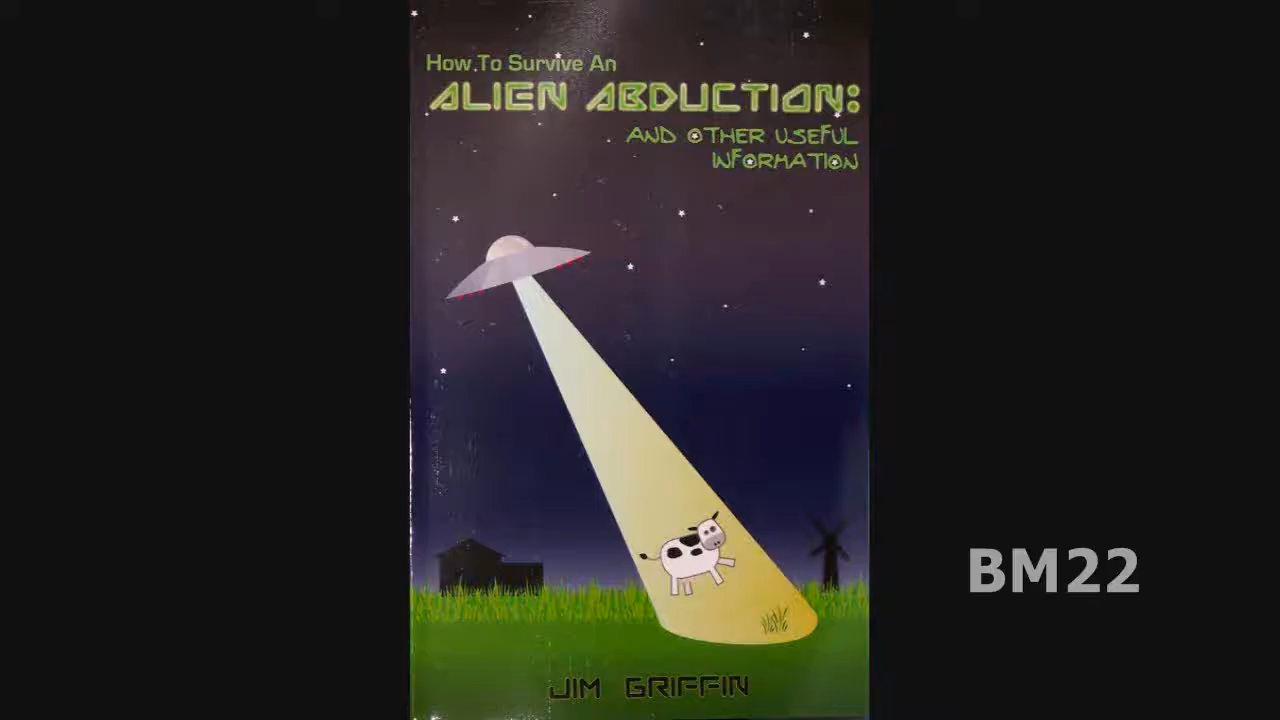 How To Survive An
ALIEN ABDUCTION:
AND OTHER USEFUL
INFORMATION
BM22
JIM GRIFFIN